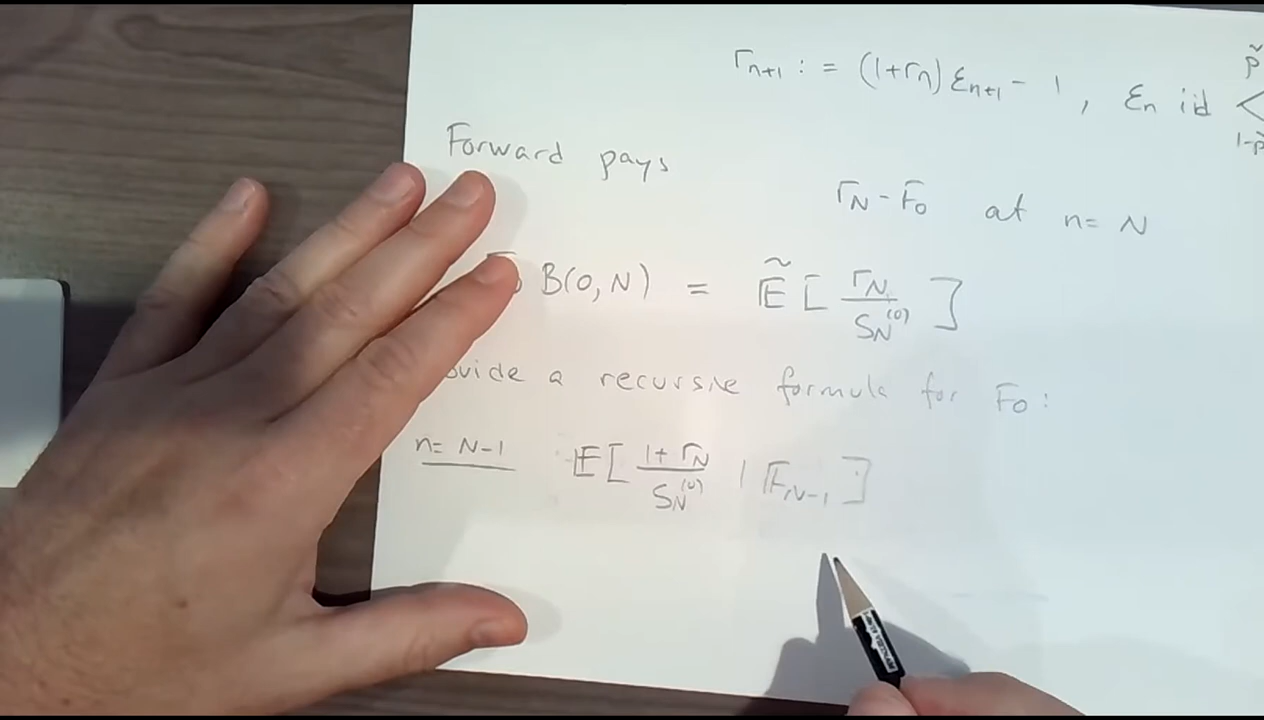 r_{n+1} := (1+r_n) ε_{n+1} - 1 , ε_n iid < p̃
1-p̃
Forward pays
r_N - F_0 at n= N
B(0,N) = Ẽ [ r_N / S_N^{(0)} ]
a recursive formula for F_0:
n= N-1 E[ 1+r_N / S_N^{(0)} | F_{N-1} ]